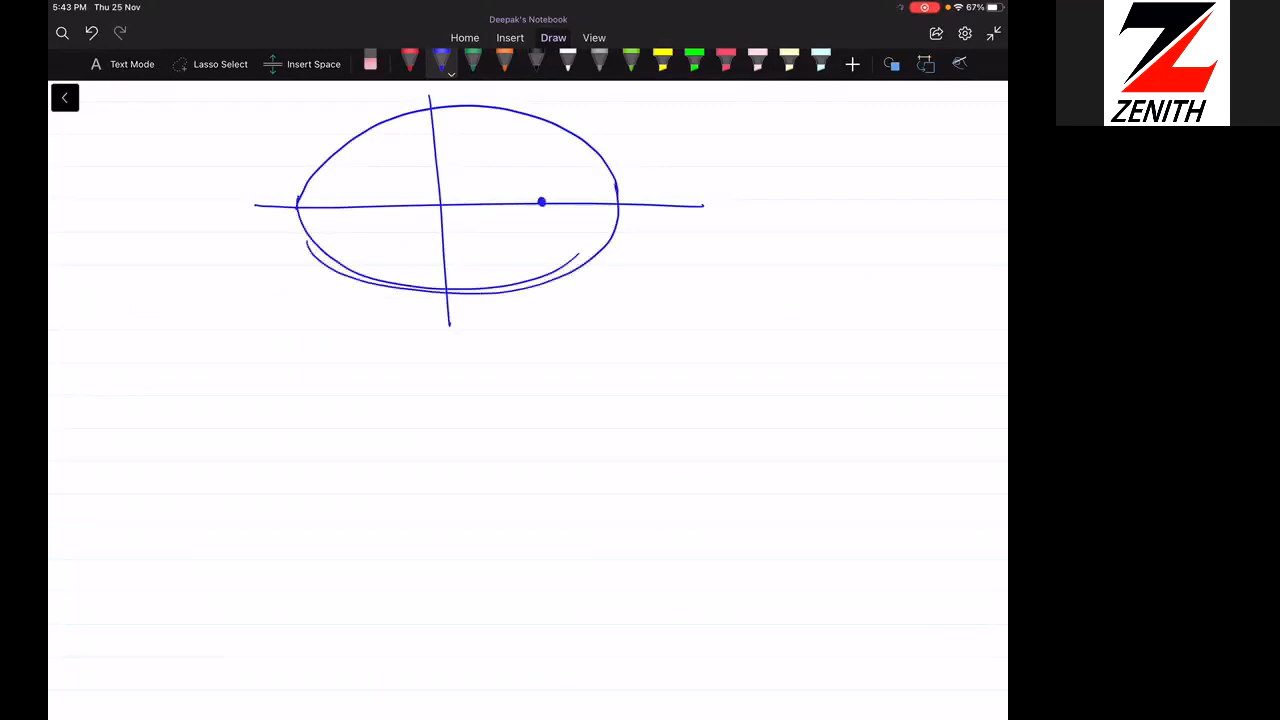 5:43 PM Thu 25 Nov
67%
Deepak's Notebook
Home Insert Draw View
A Text Mode Lasso Select Insert Space
ZENITH